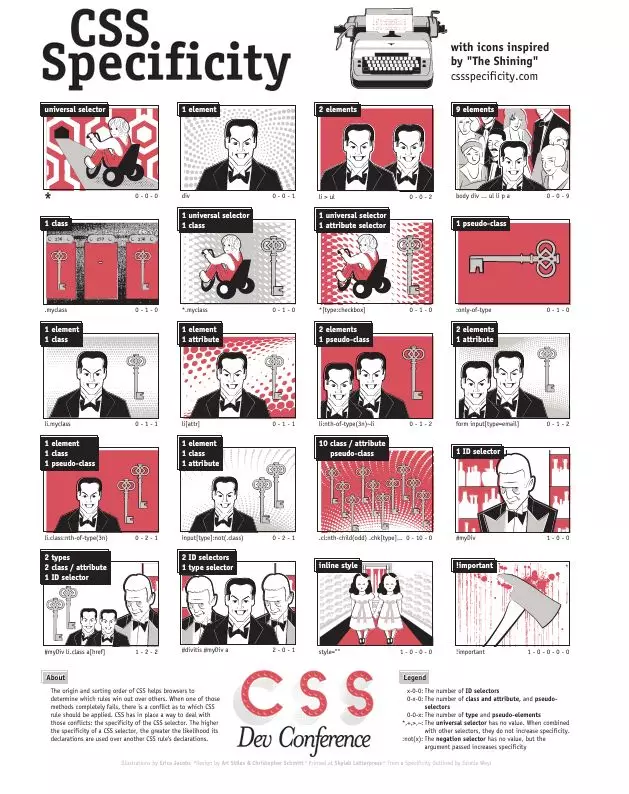 CSS
Specificity
with icons inspired
by "The Shining"
cssspecificity.com
universal selector
* 0 - 0 - 0
1 element
div 0 - 0 - 1
2 elements
li > ul 0 - 0 - 2
9 elements
body div ... ul li p a 0 - 0 - 9
1 class
.myclass 0 - 1 - 0
1 universal selector
1 class
*.myclass 0 - 1 - 0
1 universal selector
1 attribute selector
*[type:checkbox] 0 - 1 - 0
1 pseudo-class
:only-of-type 0 - 1 - 0
1 element
1 class
li.myclass 0 - 1 - 1
1 element
1 attribute
li[attr] 0 - 1 - 1
2 elements
1 pseudo-class
li:nth-of-type(3n)~li 0 - 1 - 2
2 elements
1 attribute
form input[type=email] 0 - 1 - 2
1 element
1 class
1 pseudo-class
li.class:nth-of-type(3n) 0 - 2 - 1
1 element
1 class
1 attribute
input[type]:not(.class) 0 - 2 - 1
10 class / attribute
pseudo-class
.cl:nth-child(odd) .chk[type]... 0 - 10 - 0
1 ID selector
#myDiv 1 - 0 - 0
2 types
2 class / attribute
1 ID selector
#myDiv li.class a[href] 1 - 2 - 2
2 ID selectors
1 type selector
#divitis #myDiv a 2 - 0 - 1
inline style
style="" 1 - 0 - 0 - 0
!important
!important 1 - 0 - 0 - 0 - 0
About
The origin and sorting order of CSS helps browsers to
determine which rules win out over others. When one of those
methods completely fails, there is a conflict as to which CSS
rule should be applied. CSS has in place a way to deal with
those conflicts: the specificity of the CSS selector. The higher
the specificity of a CSS selector, the greater the likelihood its
declarations are used over another CSS rule's declarations.
CSS
Dev Conference
Legend
x-0-0: The number of ID selectors
0-x-0: The number of class and attribute, and pseudo-
selectors
0-0-x: The number of type and pseudo-elements
*,+,>,~: The universal selector has no value. When combined
with other selectors, they do not increase specificity.
:not(x): The negation selector has no value, but the
argument passed increases specificity
Illustrations by Erica Jacobs. * Design by Art Stiles & Christopher Schmitt * Printed at Skylab Letterpress * From a Specificity Outlined by Estelle Weyl